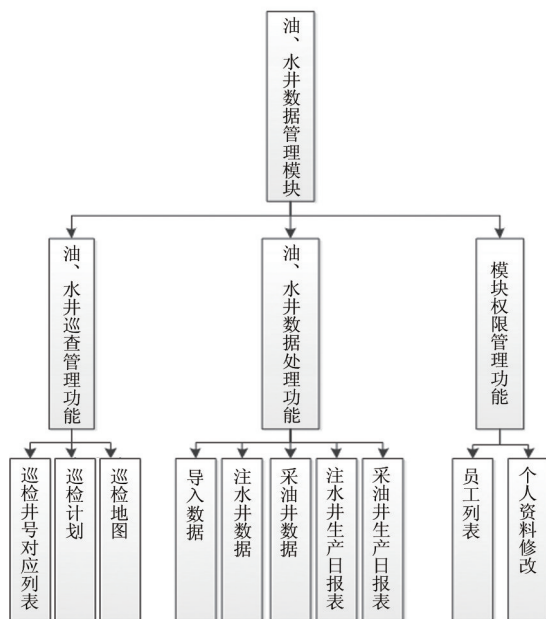 油、水井数据管理模块
油、水井巡查管理功能
油、水井数据处理功能
模块权限管理功能
巡检井号对应列表
巡检计划
巡检地图
导入数据
注水井数据
采油井数据
注水井生产日报表
采油井生产日报表
员工列表
个人资料修改